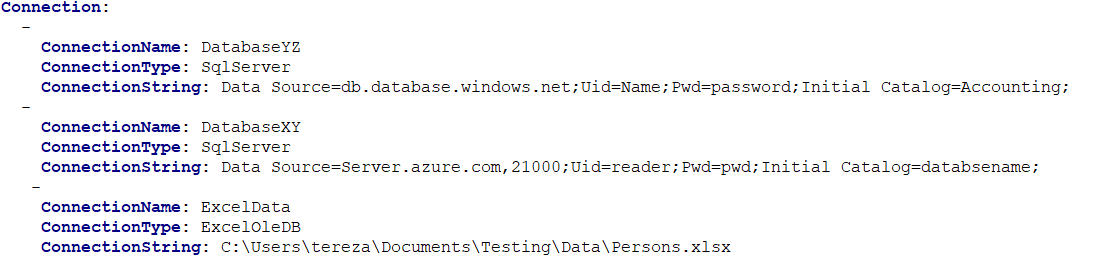 Connection:
-
ConnectionName: DatabaseYZ
ConnectionType: SqlServer
ConnectionString: Data Source=db.database.windows.net;Uid=Name;Pwd=password;Initial Catalog=Accounting;
-
ConnectionName: DatabaseXY
ConnectionType: SqlServer
ConnectionString: Data Source=Server.azure.com,21000;Uid=reader;Pwd=pwd;Initial Catalog=databsename;
-
ConnectionName: ExcelData
ConnectionType: ExcelOleDB
ConnectionString: C:\Users\tereza\Documents\Testing\Data\Persons.xlsx